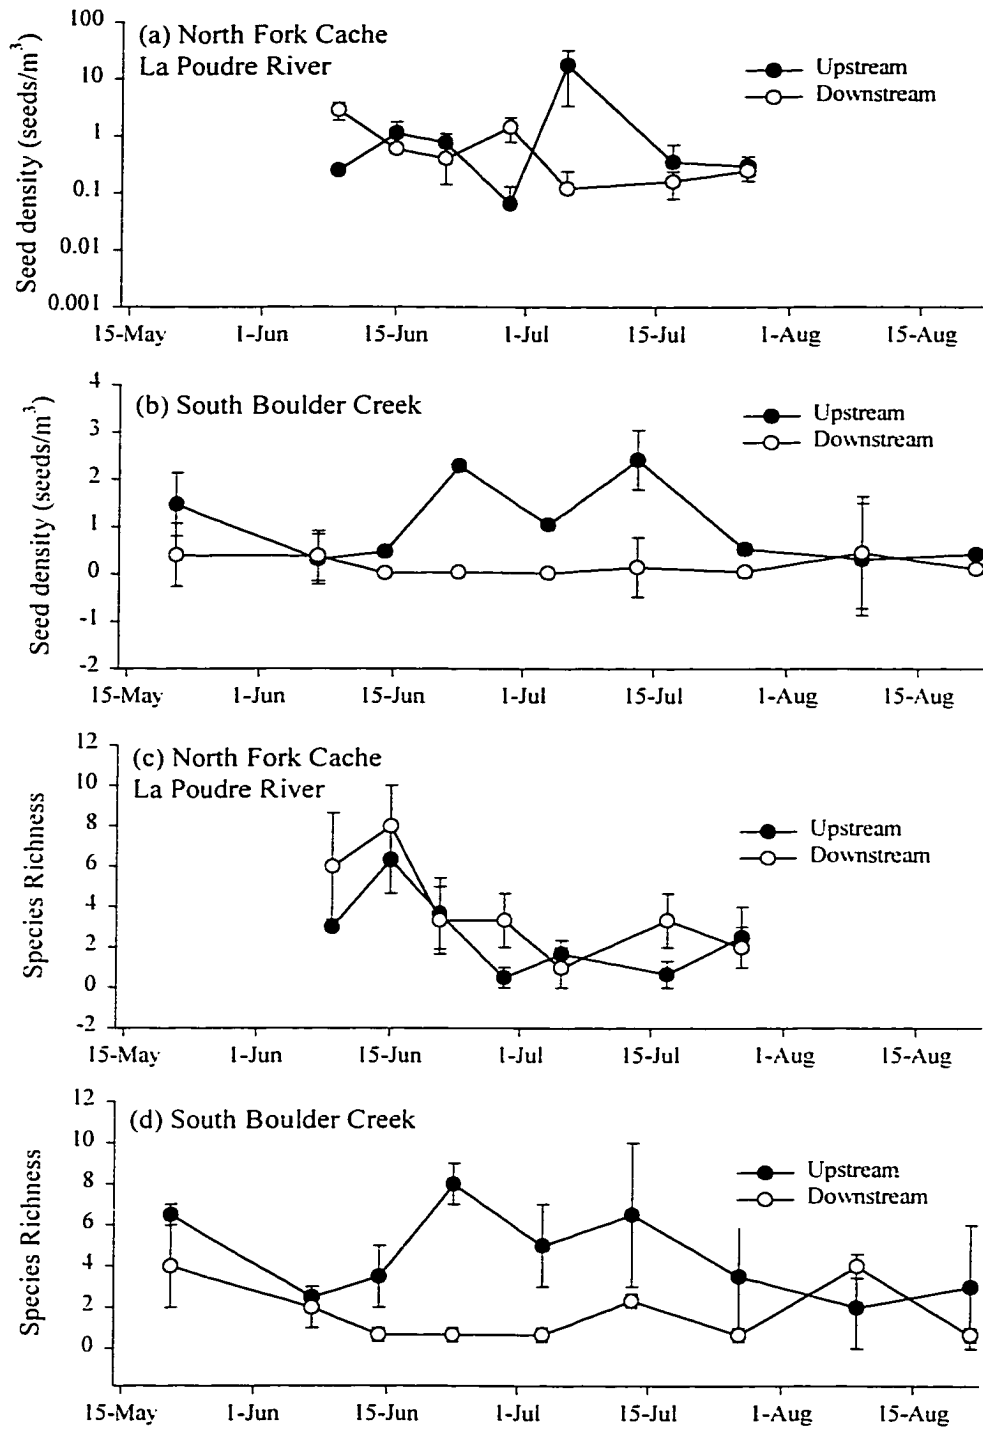 (a) North Fork Cache
La Poudre River
Upstream
Downstream
Seed density (seeds/m³)
100
10
1
0.1
0.01
0.001
15-May 1-Jun 15-Jun 1-Jul 15-Jul 1-Aug 15-Aug
(b) South Boulder Creek
Upstream
Downstream
Seed density (seeds/m³)
4
3
2
1
0
-1
-2
15-May 1-Jun 15-Jun 1-Jul 15-Jul 1-Aug 15-Aug
(c) North Fork Cache
La Poudre River
Upstream
Downstream
Species Richness
12
10
8
6
4
2
0
-2
15-May 1-Jun 15-Jun 1-Jul 15-Jul 1-Aug 15-Aug
(d) South Boulder Creek
Upstream
Downstream
Species Richness
12
10
8
6
4
2
0
15-May 1-Jun 15-Jun 1-Jul 15-Jul 1-Aug 15-Aug